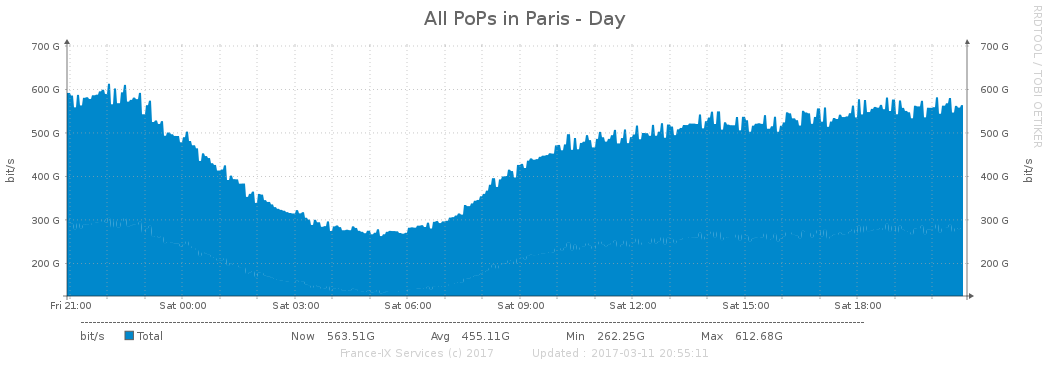 All PoPs in Paris - Day
RRDTOOL / TOBI OETIKER
700 G 700 G
600 G 600 G
500 G 500 G
400 G 400 G
300 G 300 G
200 G 200 G
bit/s bit/s
Fri 21:00 Sat 00:00 Sat 03:00 Sat 06:00 Sat 09:00 Sat 12:00 Sat 15:00 Sat 18:00
bit/s Total Now 563.51G Avg 455.11G Min 262.25G Max 612.68G
France-IX Services (c) 2017 Updated : 2017-03-11 20:55:11